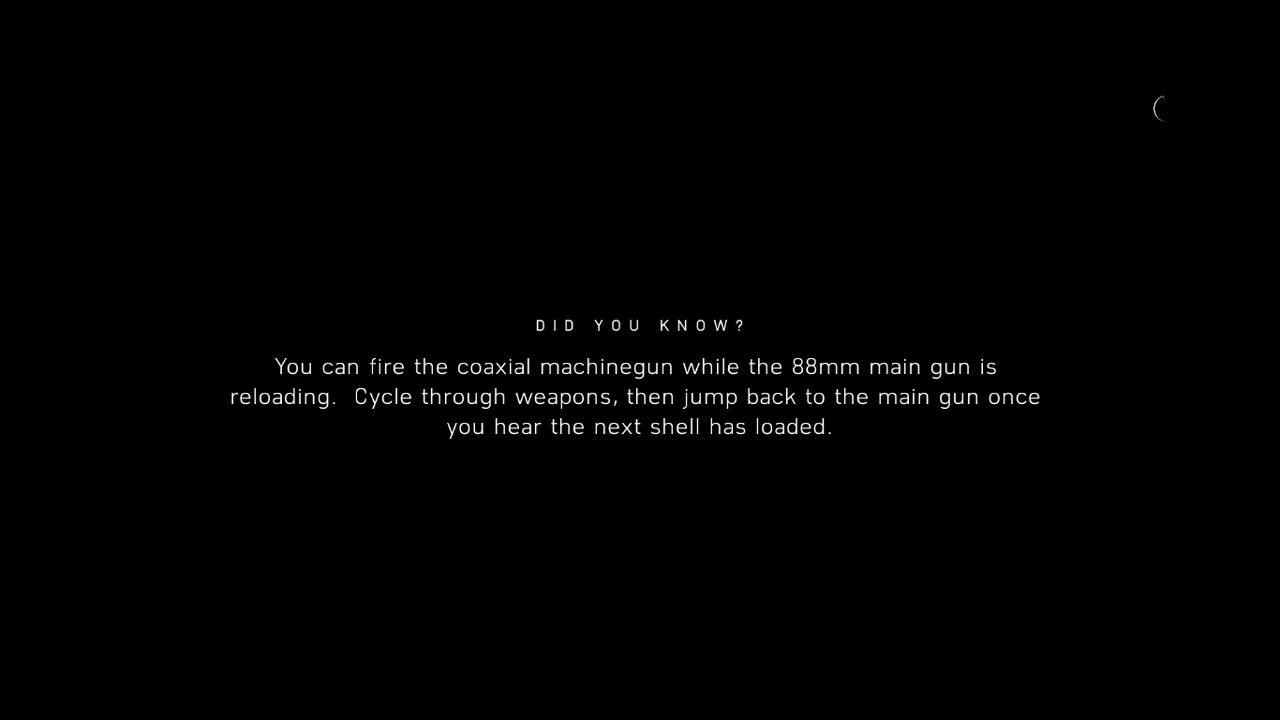 DID YOU KNOW?
You can fire the coaxial machinegun while the 88mm main gun is
reloading.  Cycle through weapons, then jump back to the main gun once
you hear the next shell has loaded.